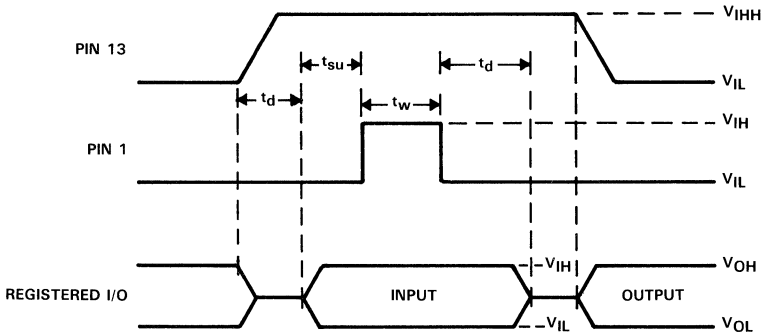 VIHH
PIN 13
tsu
td
VIL
td
tw
VIH
PIN 1
VIL
VIH
VOH
REGISTERED I/O
INPUT
OUTPUT
VIL
VOL